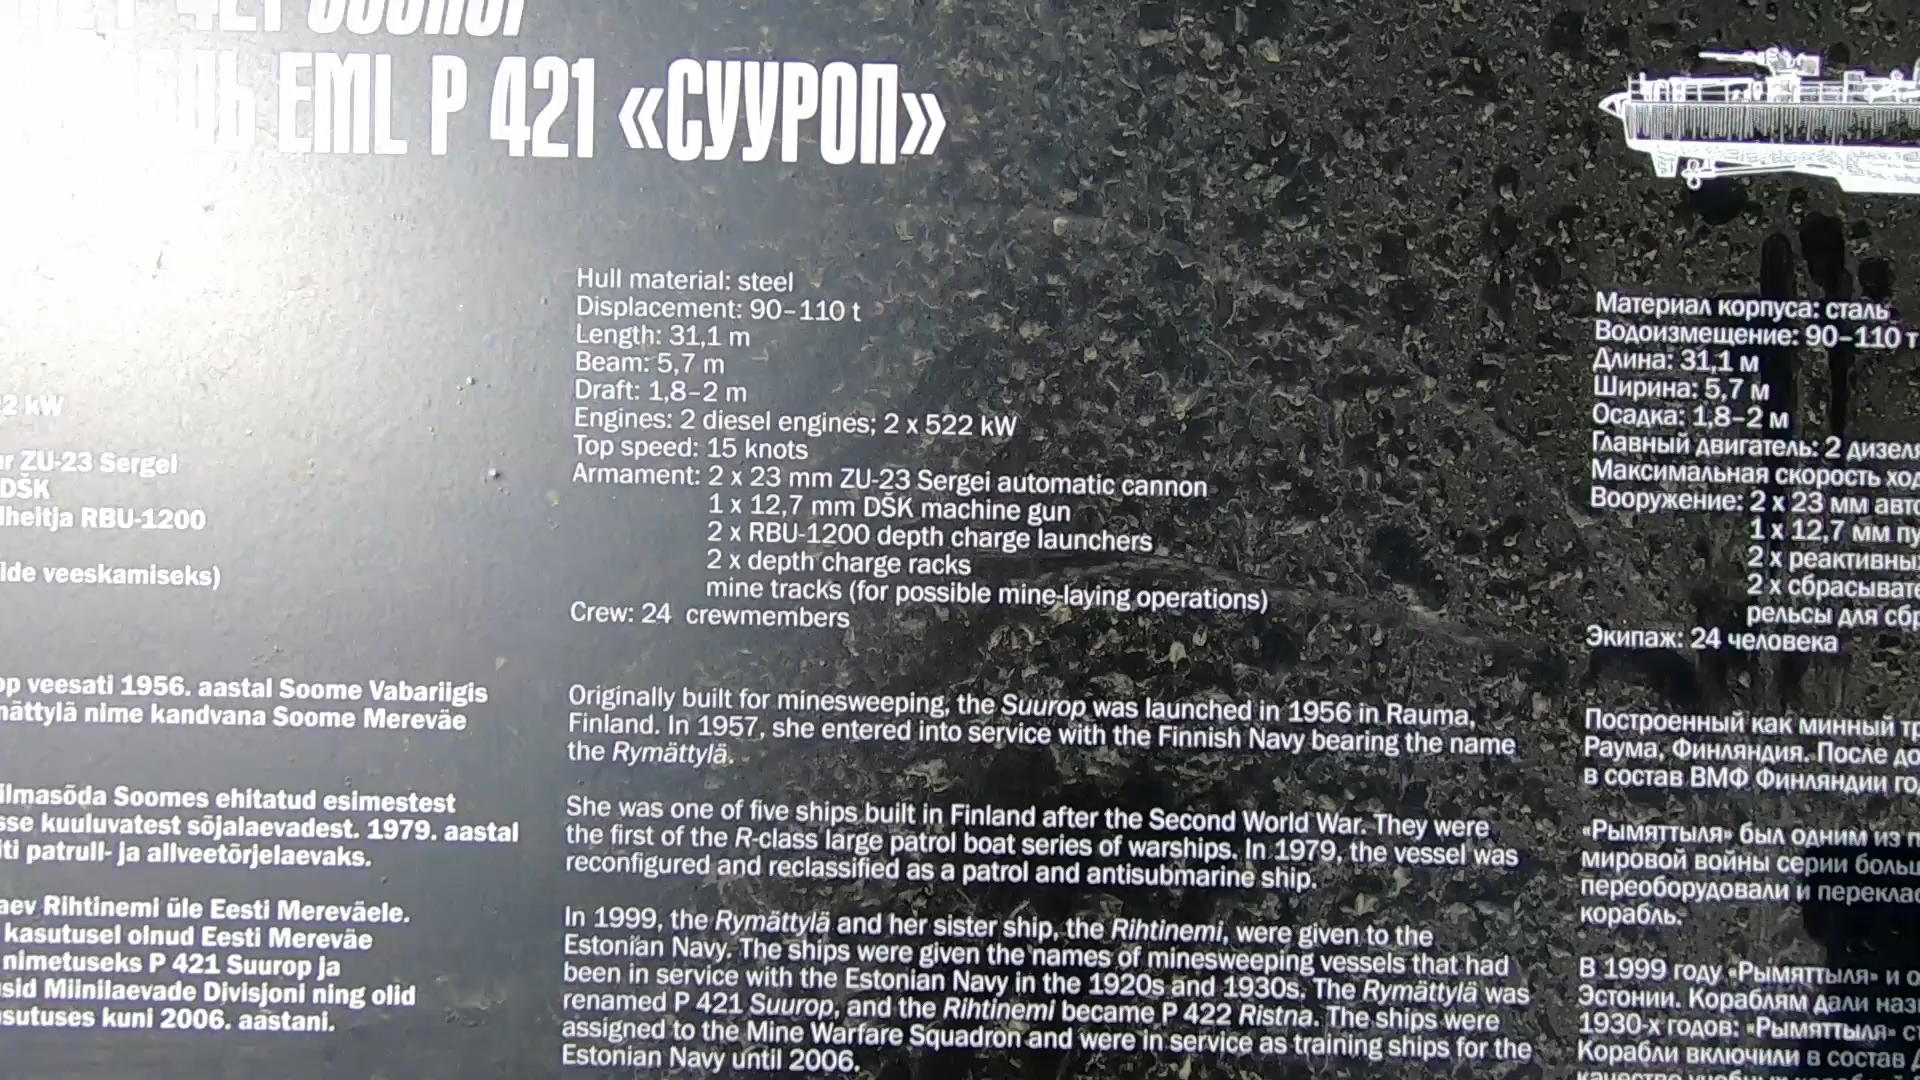 P 421 Suurop
EML P 421 «СУУРОП»
2 kW
ZU-23 Sergei
DŠK
RBU-1200
veeskamiseks)
veesati 1956. aastal Soome Vabariigis
nime kandvana Soome Mereväe
Soomes ehitatud esimestest
kuuluvatest sõjalaevadest. 1979. aastal
patrull- ja allveetõrjelaevaks.
Rihtinemi üle Eesti Mereväele.
kasutusel olnud Eesti Mereväe
nimetuseks P 421 Suurop ja
Miinilaevade Divisjoni ning olid
kuni 2006. aastani.
Hull material: steel
Displacement: 90–110 t
Length: 31,1 m
Beam: 5,7 m
Draft: 1,8–2 m
Engines: 2 diesel engines; 2 x 522 kW
Top speed: 15 knots
Armament: 2 x 23 mm ZU-23 Sergei automatic cannon
1 x 12,7 mm DŠK machine gun
2 x RBU-1200 depth charge launchers
2 x depth charge racks
mine tracks (for possible mine-laying operations)
Crew: 24 crewmembers
Originally built for minesweeping, the Suurop was launched in 1956 in Rauma,
Finland. In 1957, she entered into service with the Finnish Navy bearing the name
the Rymättylä.
She was one of five ships built in Finland after the Second World War. They were
the first of the R-class large patrol boat series of warships. In 1979, the vessel was
reconfigured and reclassified as a patrol and antisubmarine ship.
In 1999, the Rymättylä and her sister ship, the Rihtinemi, were given to the
Estonian Navy. The ships were given the names of minesweeping vessels that had
been in service with the Estonian Navy in the 1920s and 1930s. The Rymättylä was
renamed P 421 Suurop, and the Rihtinemi became P 422 Ristna. The ships were
assigned to the Mine Warfare Squadron and were in service as training ships for the
Estonian Navy until 2006.
Материал корпуса: сталь
Водоизмещение: 90–110 т
Длина: 31,1 м
Ширина: 5,7 м
Осадка: 1,8–2 м
Главный двигатель: 2
Максимальная скорость
Вооружение: 2 x 23 мм
1 x 12,7 мм
2 x
2 x
рельсы для
Экипаж: 24 человека
Построенный как минный
Раума, Финляндия. После
в состав ВМФ Финляндии
«Рымяттыля» был одним из
мировой войны серии
переоборудовали и
корабль.
В 1999 году «Рымяттыля» и
Эстонии. Кораблям дали
1930-х годов: «Рымяттыля»
Корабли включили в состав